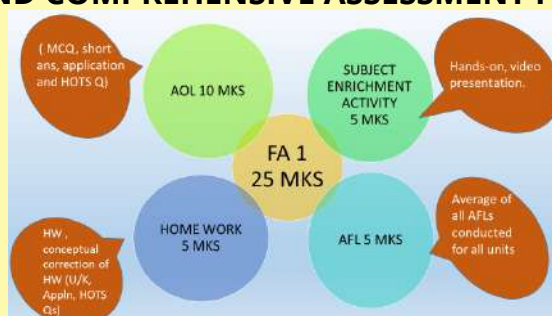 ND COMPREHENSIVE ASSESSMENT
( MCQ, short
ans, application
and HOTS Q)
AOL 10 MKS
SUBJECT
ENRICHMENT
ACTIVITY
5 MKS
Hands-on, video
presentation.
FA 1
25 MKS
HOME WORK
5 MKS
AFL 5 MKS
HW ,
conceptual
correction of
HW (U/K,
Appln, HOTS
Qs)
Average of
all AFLs
conducted
for all units